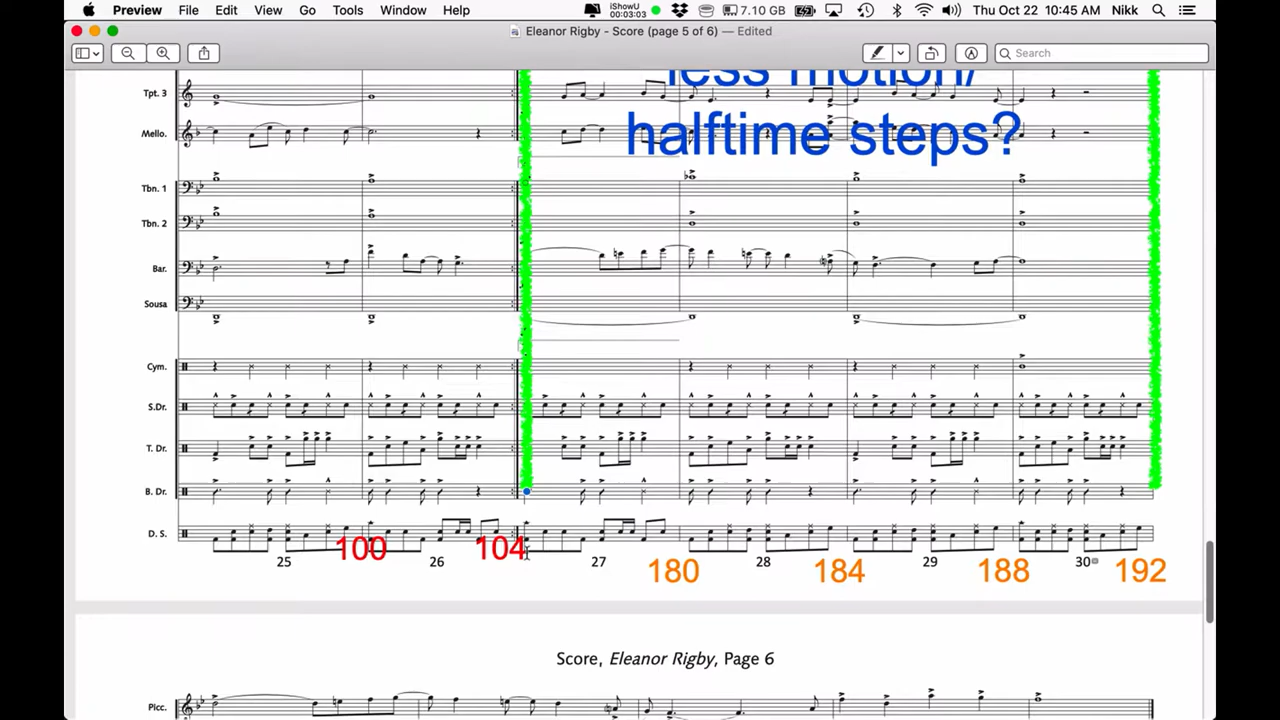 Preview File Edit View Go Tools Window Help iShowU 00:03:03 7.10 GB Thu Oct 22 10:45 AM Nikk
Eleanor Rigby - Score (page 5 of 6) — Edited
Search
less motion/
halftime steps?
Tpt. 3
Mello.
Tbn. 1
Tbn. 2
Bar.
Sousa
Cym.
S.Dr.
T. Dr.
B. Dr.
D. S.
100 104
25 26 27 28 29 30
180 184 188 192
Score, Eleanor Rigby, Page 6
Picc.